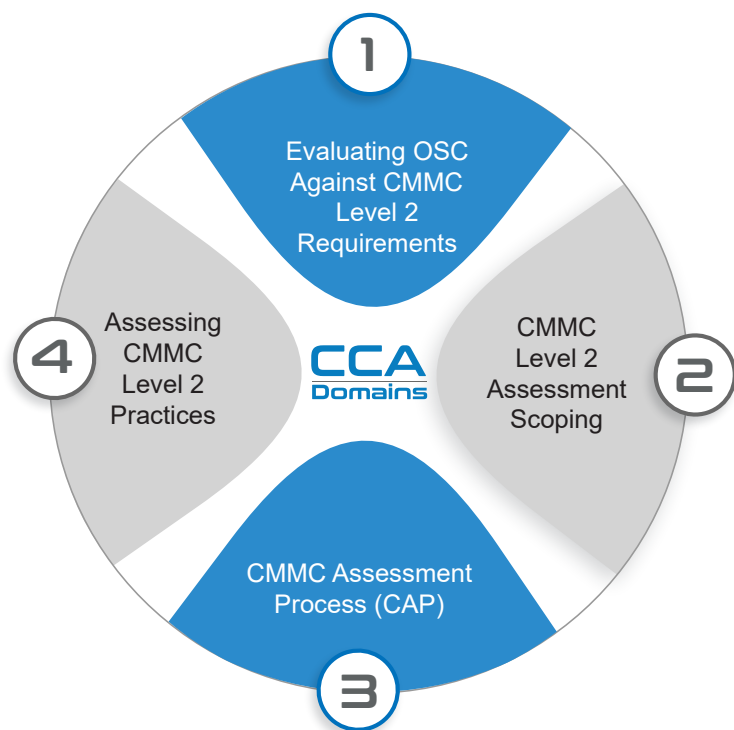 1
Evaluating OSC
Against CMMC
Level 2
Requirements
2
CMMC
Level 2
Assessment
Scoping
3
CMMC Assessment
Process (CAP)
4
Assessing
CMMC
Level 2
Practices
CCA
Domains